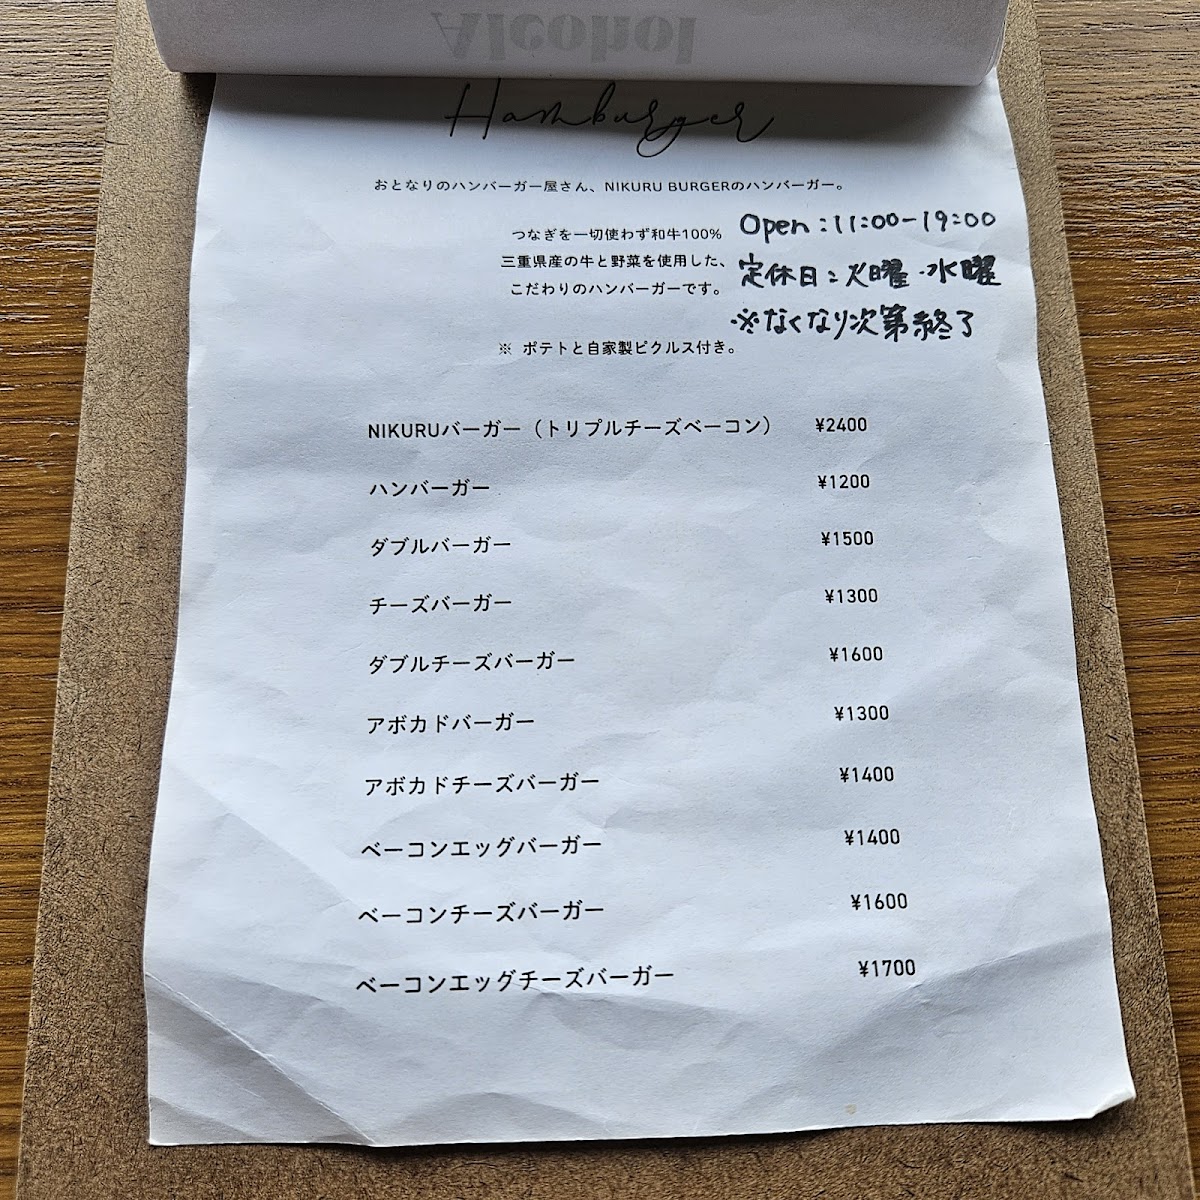 Alcohol
Hamburger
おとなりのハンバーガー屋さん、NIKURU BURGERのハンバーガー。
つなぎを一切使わず和牛100%
三重県産の牛と野菜を使用した、
こだわりのハンバーガーです。
※ ポテトと自家製ピクルス付き。
Open:11:00-19:00
定休日:火曜・水曜
※なくなり次第終了
NIKURUバーガー(トリプルチーズベーコン) ¥2400
ハンバーガー ¥1200
ダブルバーガー ¥1500
チーズバーガー ¥1300
ダブルチーズバーガー ¥1600
アボカドバーガー ¥1300
アボカドチーズバーガー ¥1400
ベーコンエッグバーガー ¥1400
ベーコンチーズバーガー ¥1600
ベーコンエッグチーズバーガー ¥1700